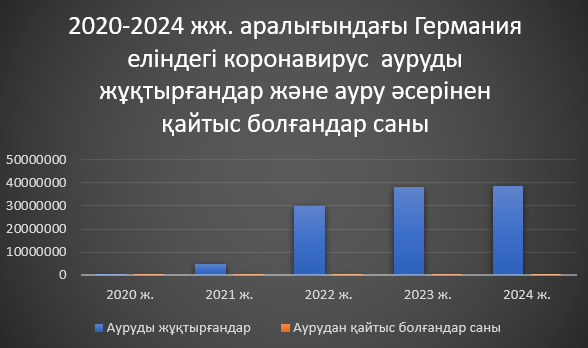 2020-2024 жж. аралығындағы Германия
еліндегі коронавирус ауруды
жұқтырғандар және ауру әсерінен
қайтыс болғандар саны
50000000
40000000
30000000
20000000
10000000
0
2020 ж. 2021 ж. 2022 ж. 2023 ж. 2024 ж.
Ауруды жұқтырғандар Аурудан қайтыс болғандар саны